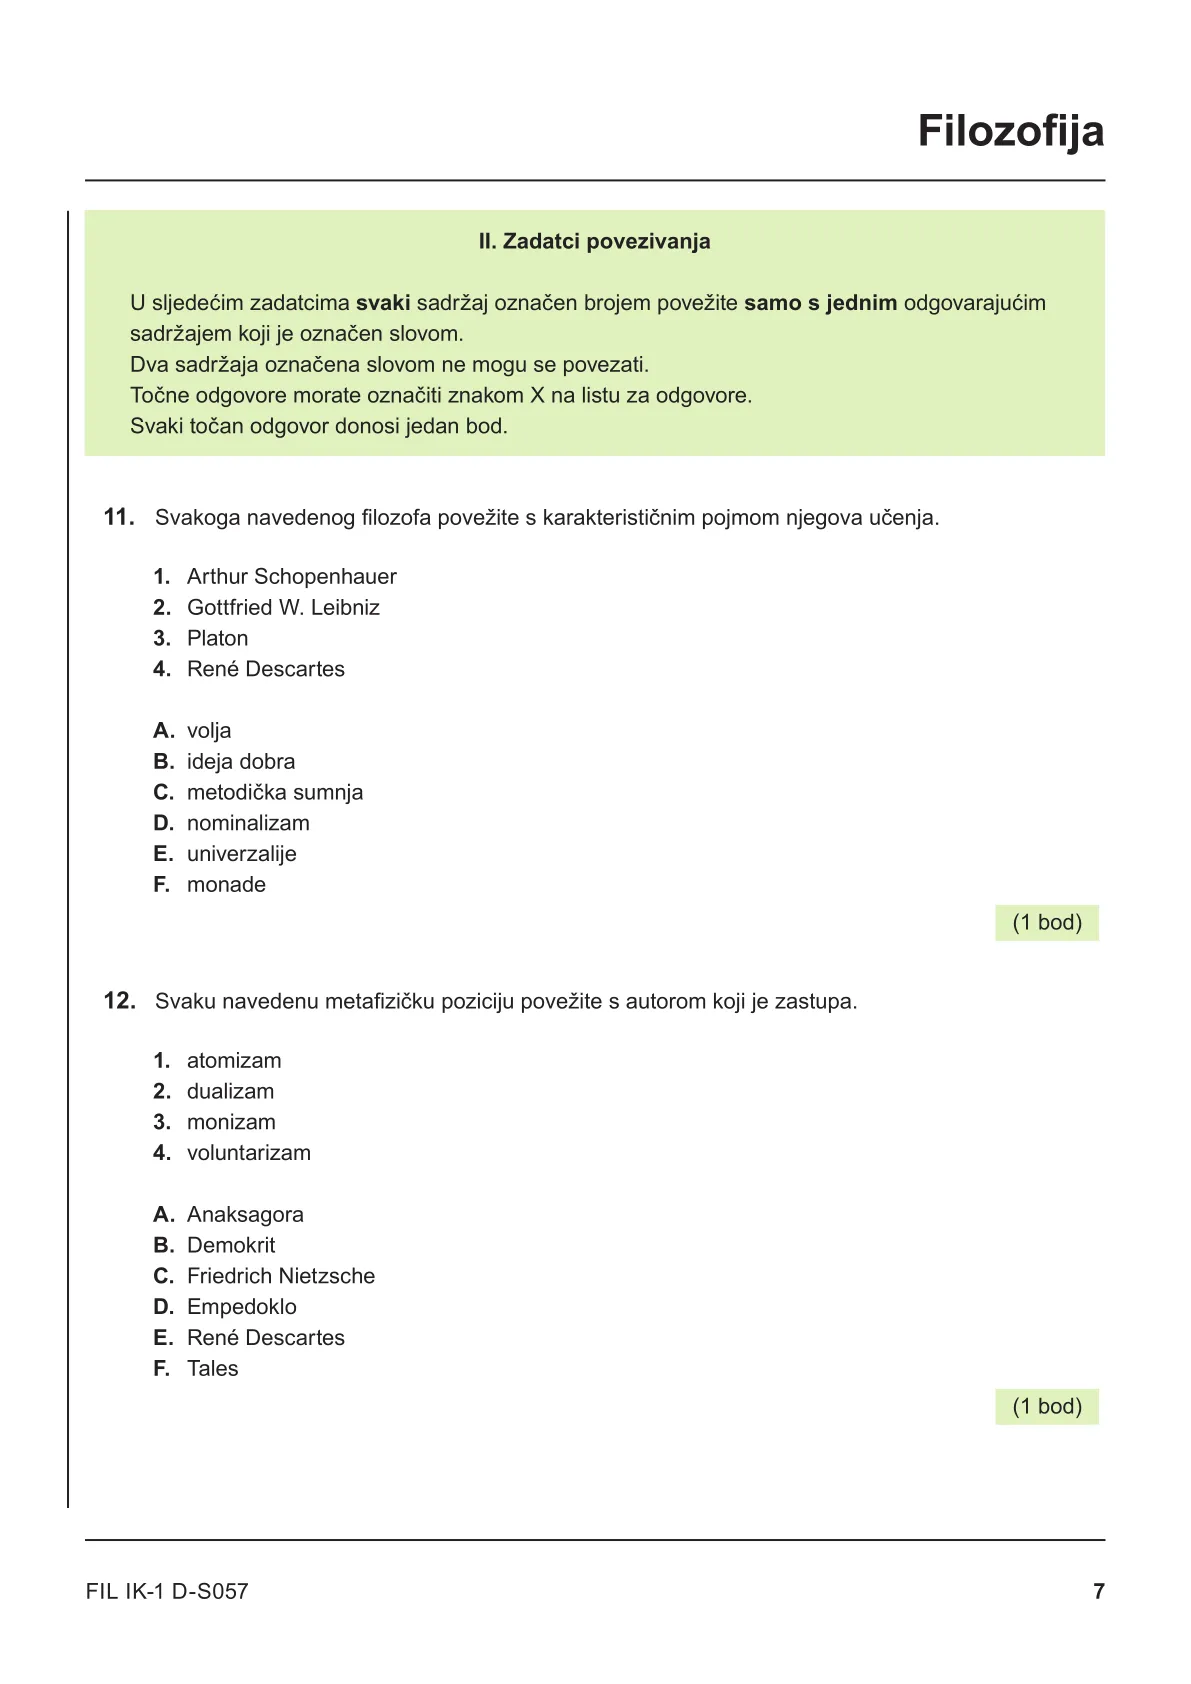 Filozofija
II. Zadatci povezivanja
U sljedećim zadatcima svaki sadržaj označen brojem povežite samo s jednim odgovarajućim
sadržajem koji je označen slovom.
Dva sadržaja označena slovom ne mogu se povezati.
Točne odgovore morate označiti znakom X na listu za odgovore.
Svaki točan odgovor donosi jedan bod.
11. Svakoga navedenog filozofa povežite s karakterističnim pojmom njegova učenja.
1. Arthur Schopenhauer
2. Gottfried W. Leibniz
3. Platon
4. René Descartes
A. volja
B. ideja dobra
C. metodička sumnja
D. nominalizam
E. univerzalije
F. monade
(1 bod)
12. Svaku navedenu metafizičku poziciju povežite s autorom koji je zastupa.
1. atomizam
2. dualizam
3. monizam
4. voluntarizam
A. Anaksagora
B. Demokrit
C. Friedrich Nietzsche
D. Empedoklo
E. René Descartes
F. Tales
(1 bod)
FIL IK-1 D-S057
7